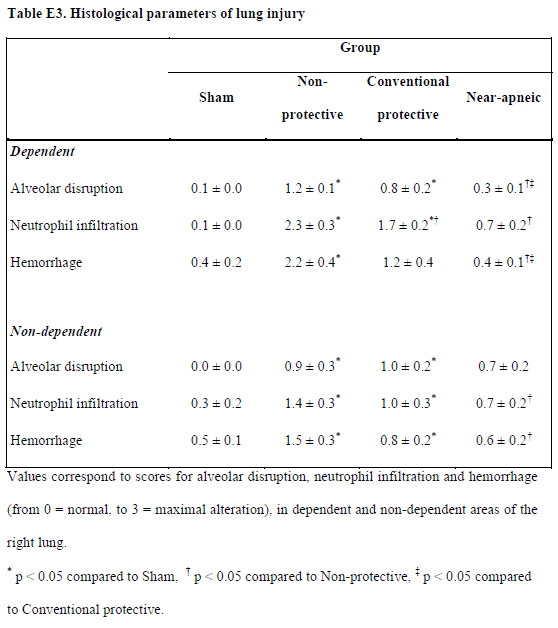 Table E3. Histological parameters of lung injury
Group
Sham Non-protective Conventional protective Near-apneic
Dependent
Alveolar disruption 0.1 ± 0.0 1.2 ± 0.1* 0.8 ± 0.2* 0.3 ± 0.1†‡
Neutrophil infiltration 0.1 ± 0.0 2.3 ± 0.3* 1.7 ± 0.2*† 0.7 ± 0.2†
Hemorrhage 0.4 ± 0.2 2.2 ± 0.4* 1.2 ± 0.4 0.4 ± 0.1†‡
Non-dependent
Alveolar disruption 0.0 ± 0.0 0.9 ± 0.3* 1.0 ± 0.2* 0.7 ± 0.2
Neutrophil infiltration 0.3 ± 0.2 1.4 ± 0.3* 1.0 ± 0.3* 0.7 ± 0.2†
Hemorrhage 0.5 ± 0.1 1.5 ± 0.3* 0.8 ± 0.2* 0.6 ± 0.2†
Values correspond to scores for alveolar disruption, neutrophil infiltration and hemorrhage
(from 0 = normal, to 3 = maximal alteration), in dependent and non-dependent areas of the
right lung.
* p < 0.05 compared to Sham, † p < 0.05 compared to Non-protective, ‡ p < 0.05 compared
to Conventional protective.